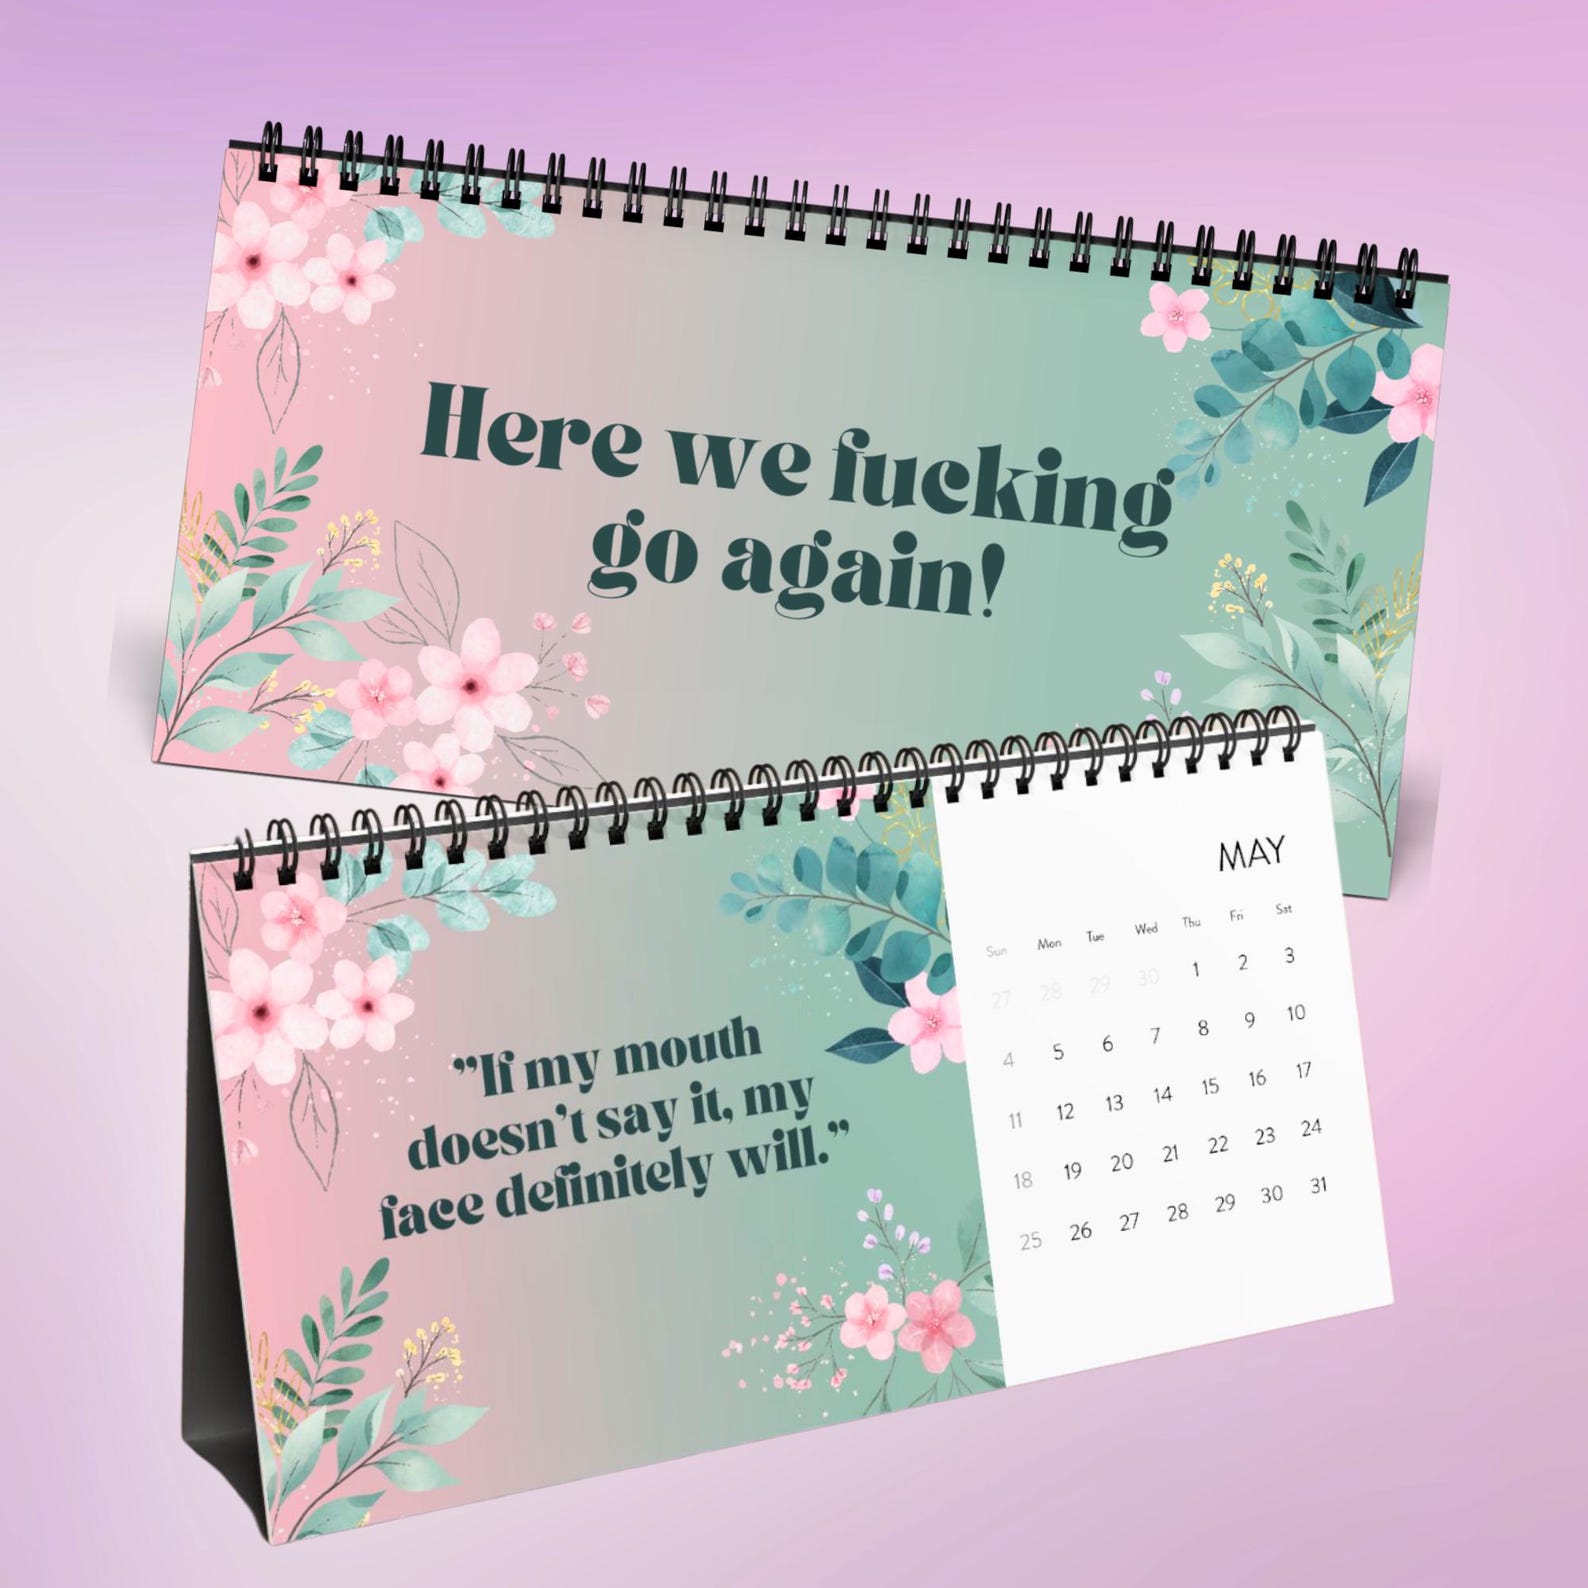 Here we fucking
go again!
”If my mouth
doesn’t say it, my
face definitely will.”
MAY
Sun Mon Tue Wed Thu Fri Sat
27 28 29 30 1 2 3
4 5 6 7 8 9 10
11 12 13 14 15 16 17
18 19 20 21 22 23 24
25 26 27 28 29 30 31